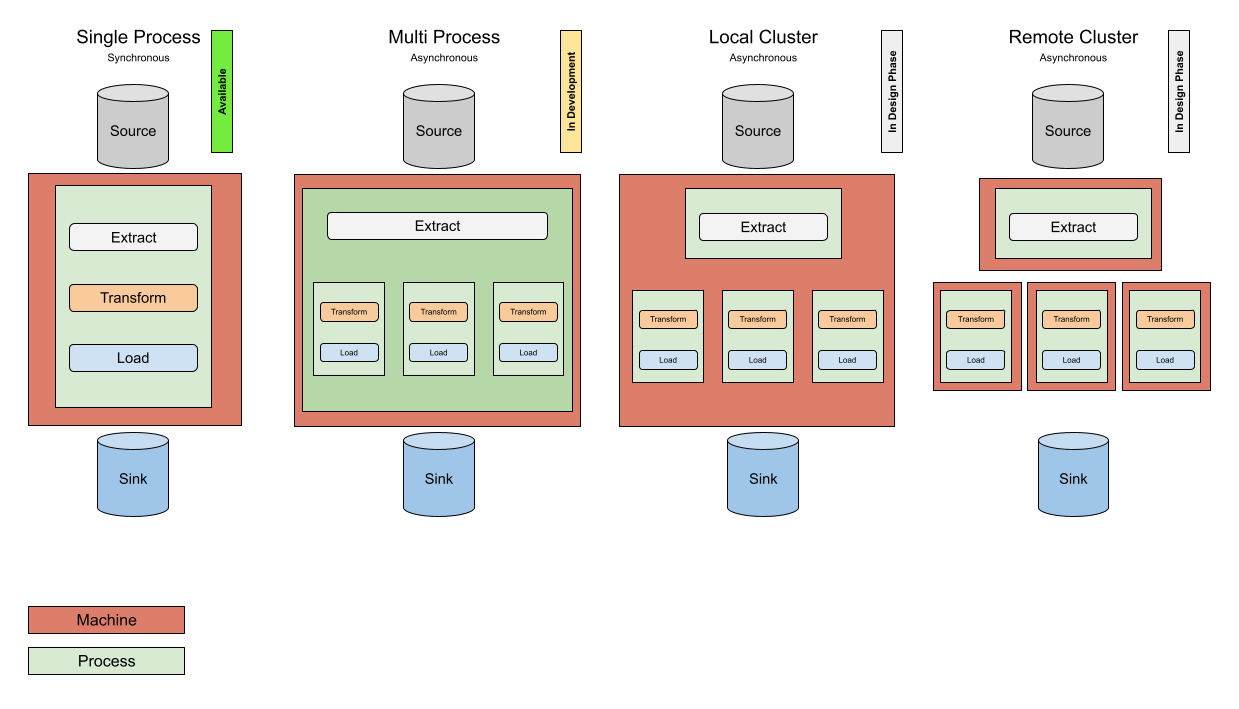 Single Process
Synchronous
Available
Source
Extract
Transform
Load
Sink
Multi Process
Asynchronous
In Development
Source
Extract
Transform
Load
Transform
Load
Transform
Load
Sink
Local Cluster
Asynchronous
In Design Phase
Source
Extract
Transform
Load
Transform
Load
Transform
Load
Sink
Remote Cluster
Asynchronous
In Design Phase
Source
Extract
Transform
Load
Transform
Load
Transform
Load
Sink
Machine
Process